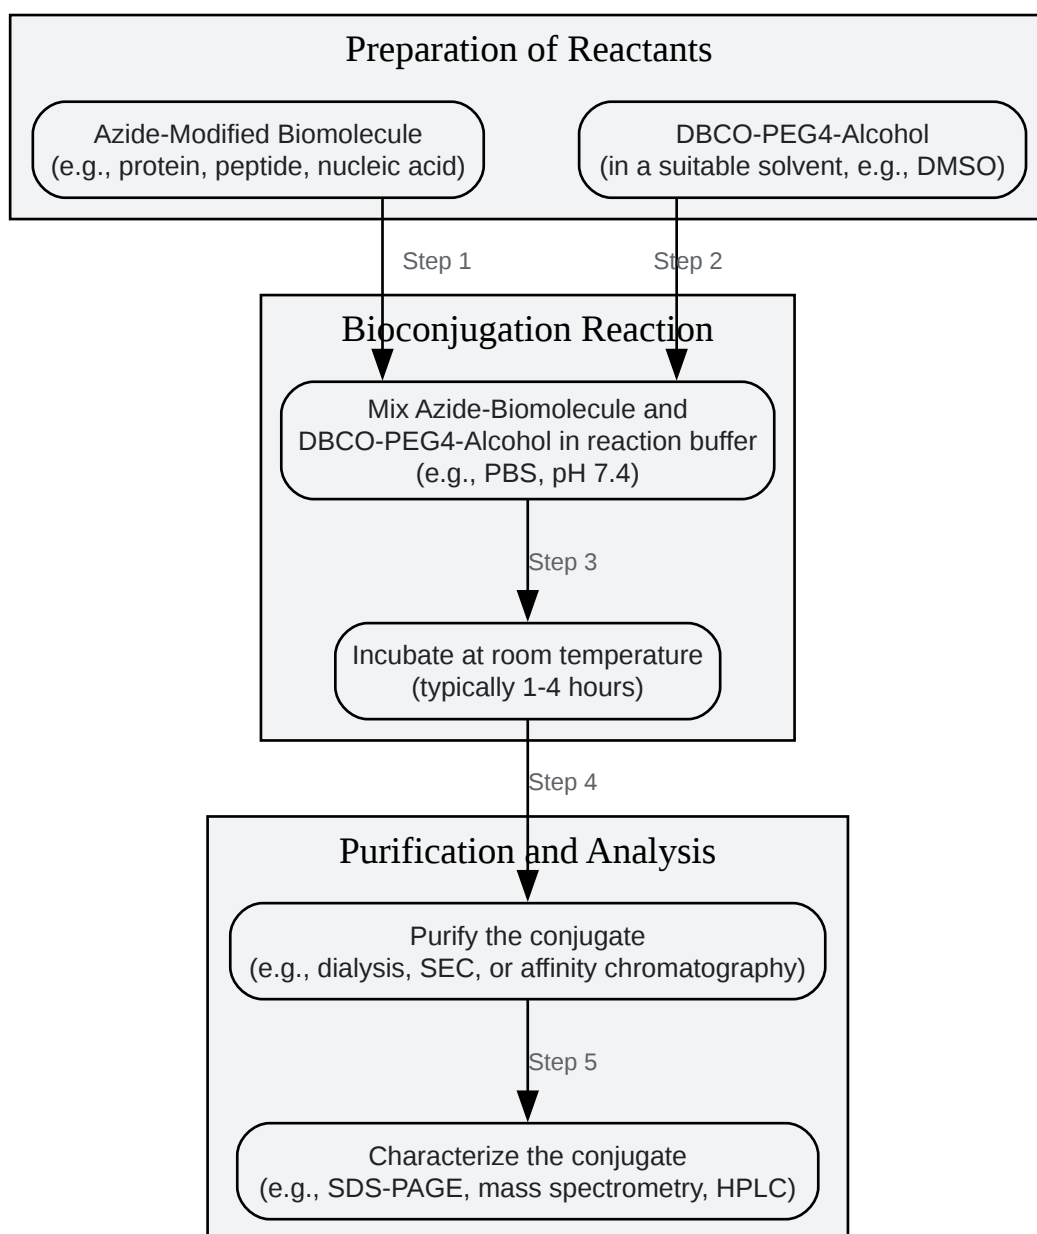 Preparation of Reactants
Azide-Modified Biomolecule
(e.g., protein, peptide, nucleic acid)
DBCO-PEG4-Alcohol
(in a suitable solvent, e.g., DMSO)
Step 1
Step 2
Bioconjugation Reaction
Mix Azide-Biomolecule and
DBCO-PEG4-Alcohol in reaction buffer
(e.g., PBS, pH 7.4)
Step 3
Incubate at room temperature
(typically 1-4 hours)
Step 4
Purification and Analysis
Purify the conjugate
(e.g., dialysis, SEC, or affinity chromatography)
Step 5
Characterize the conjugate
(e.g., SDS-PAGE, mass spectrometry, HPLC)